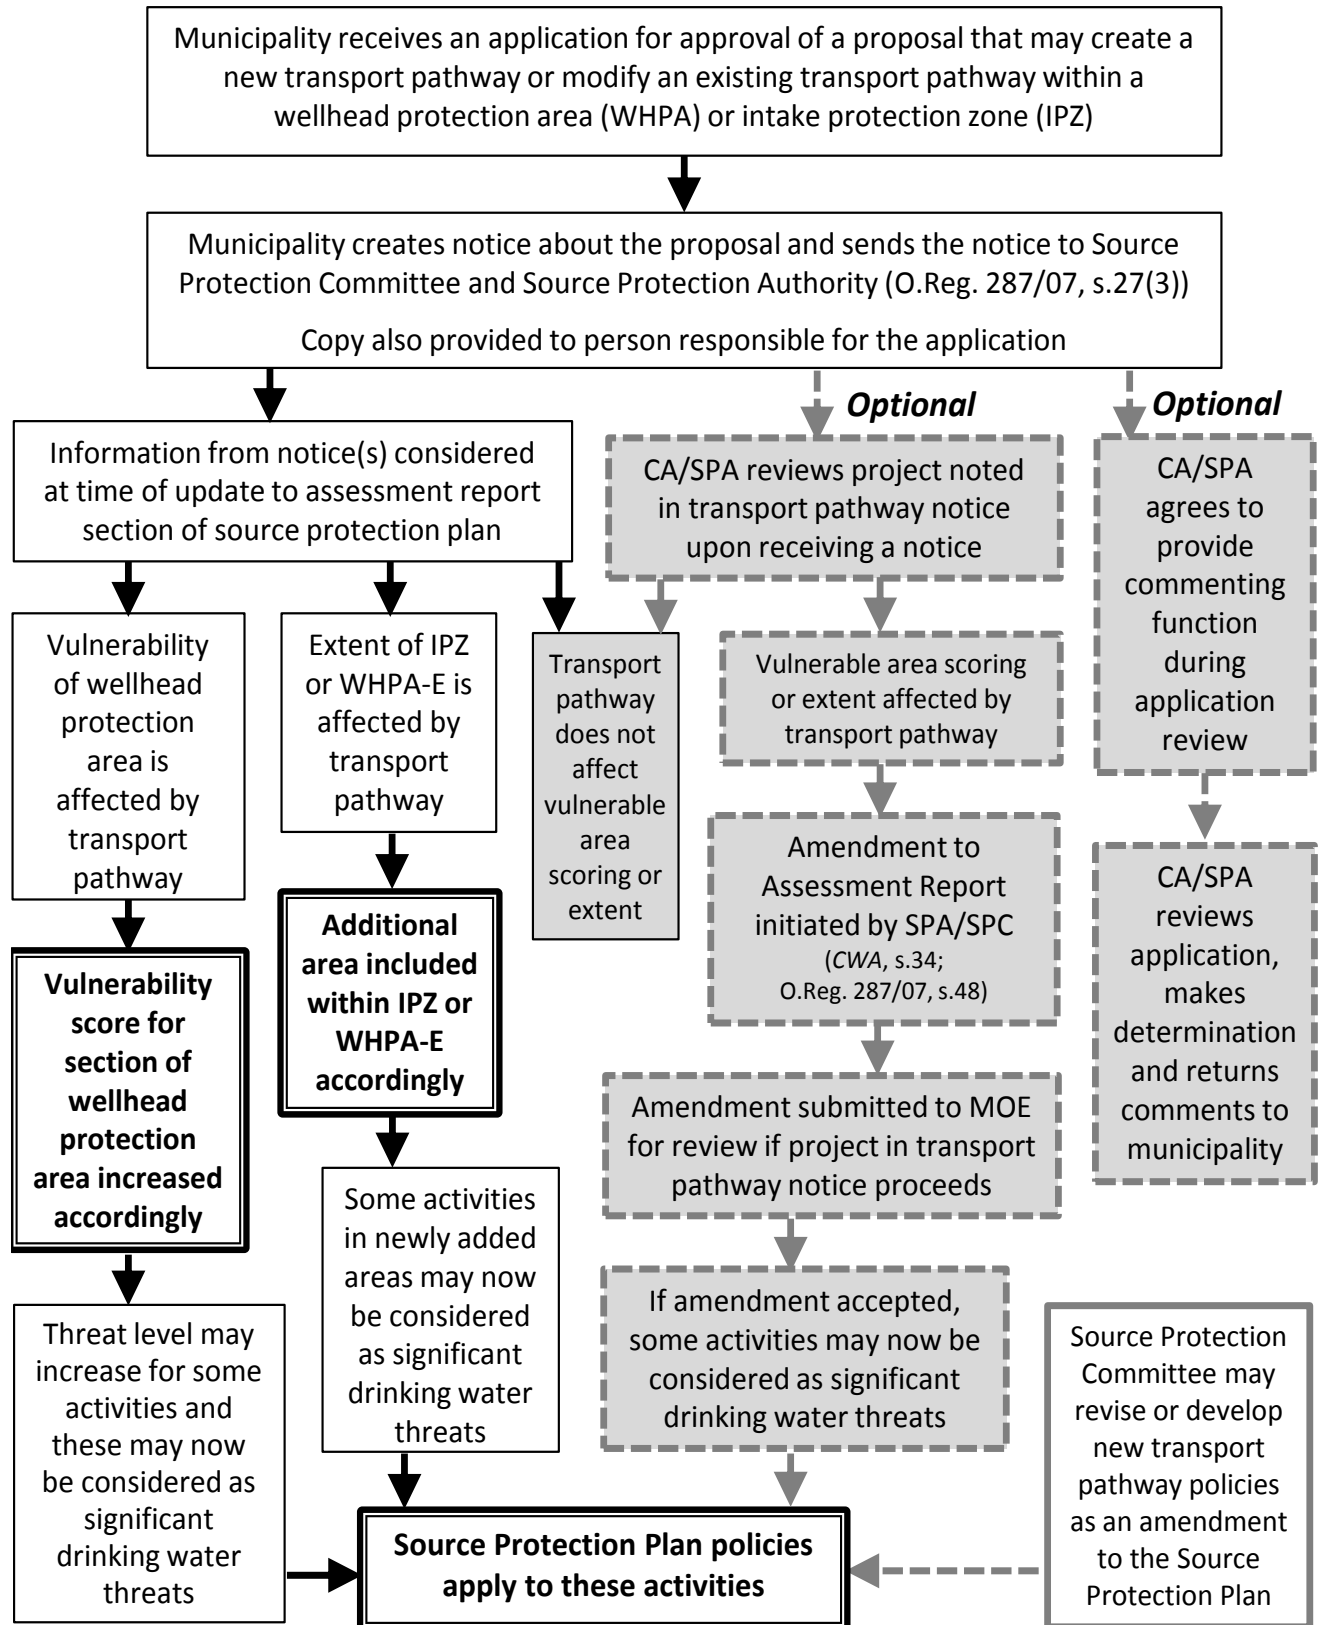 Municipality receives an application for approval of a proposal that may create a
new transport pathway or modify an existing transport pathway within a
wellhead protection area (WHPA) or intake protection zone (IPZ)
Municipality creates notice about the proposal and sends the notice to Source
Protection Committee and Source Protection Authority (O.Reg. 287/07, s.27(3))
Copy also provided to person responsible for the application
Optional
Optional
Information from notice(s) considered
at time of update to assessment report
section of source protection plan
CA/SPA reviews project noted
in transport pathway notice
upon receiving a notice
CA/SPA
agrees to
provide
commenting
function
during
application
review
Vulnerability
of wellhead
protection
area is
affected by
transport
pathway
Extent of IPZ
or WHPA-E is
affected by
transport
pathway
Transport
pathway
does not
affect
vulnerable
area
scoring or
extent
Vulnerable area scoring
or extent affected by
transport pathway
Amendment to
Assessment Report
initiated by SPA/SPC
(CWA, s.34;
O.Reg. 287/07, s.48)
CA/SPA
reviews
application,
makes
determination
and returns
comments to
municipality
Vulnerability
score for
section of
wellhead
protection
area increased
accordingly
Additional
area included
within IPZ or
WHPA-E
accordingly
Amendment submitted to MOE
for review if project in transport
pathway notice proceeds
Some activities
in newly added
areas may now
be considered
as significant
drinking water
threats
If amendment accepted,
some activities may now be
considered as significant
drinking water threats
Threat level may
increase for some
activities and
these may now
be considered as
significant
drinking water
threats
Source Protection
Committee may
revise or develop
new transport
pathway policies
as an amendment
to the Source
Protection Plan
Source Protection Plan policies
apply to these activities